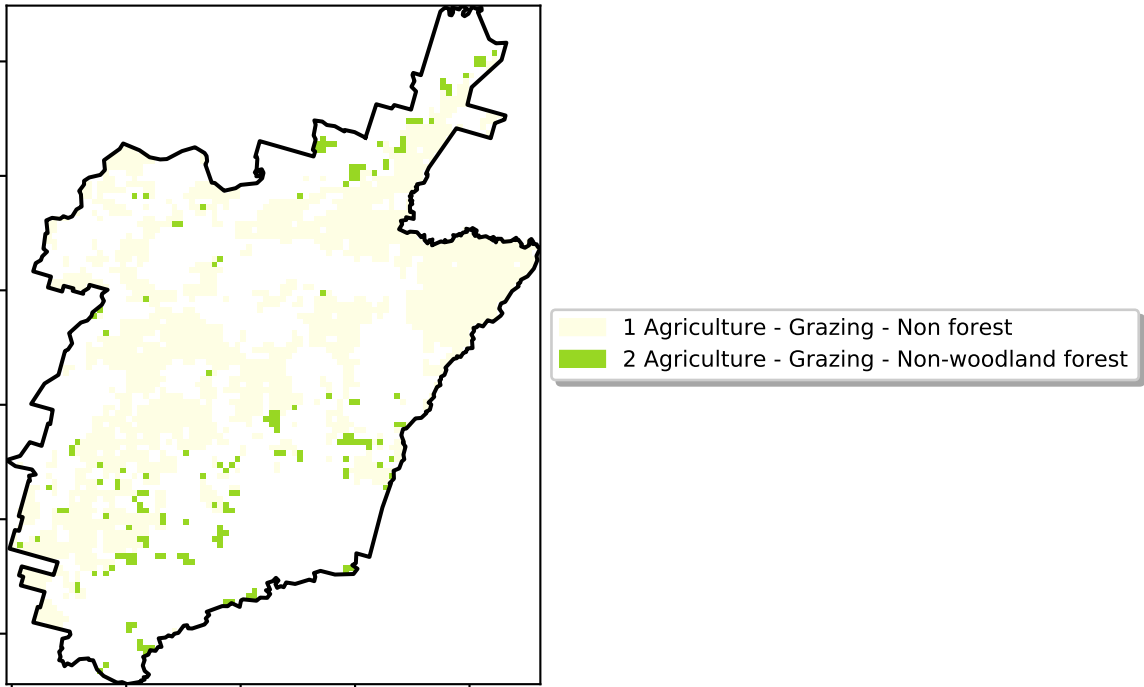 1 Agriculture - Grazing - Non forest
2 Agriculture - Grazing - Non-woodland forest